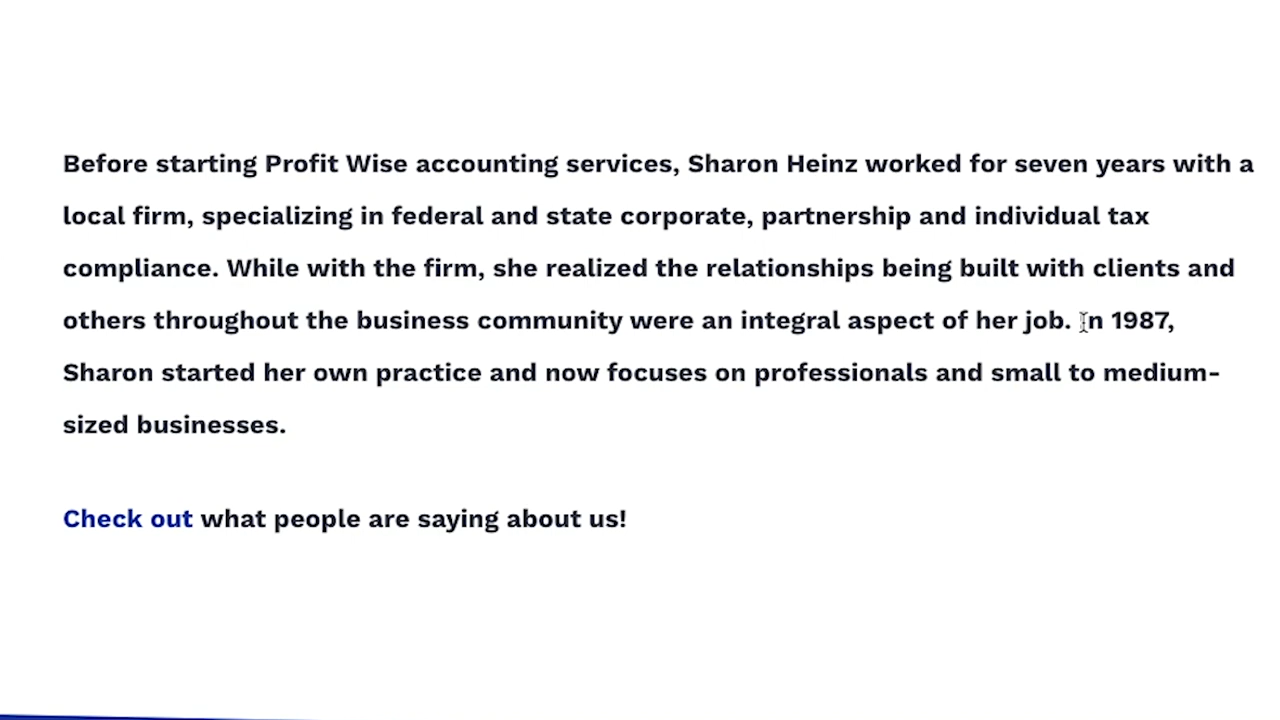 Before starting Profit Wise accounting services, Sharon Heinz worked for seven years with a
local firm, specializing in federal and state corporate, partnership and individual tax
compliance. While with the firm, she realized the relationships being built with clients and
others throughout the business community were an integral aspect of her job. In 1987,
Sharon started her own practice and now focuses on professionals and small to medium-
sized businesses.
Check out what people are saying about us!